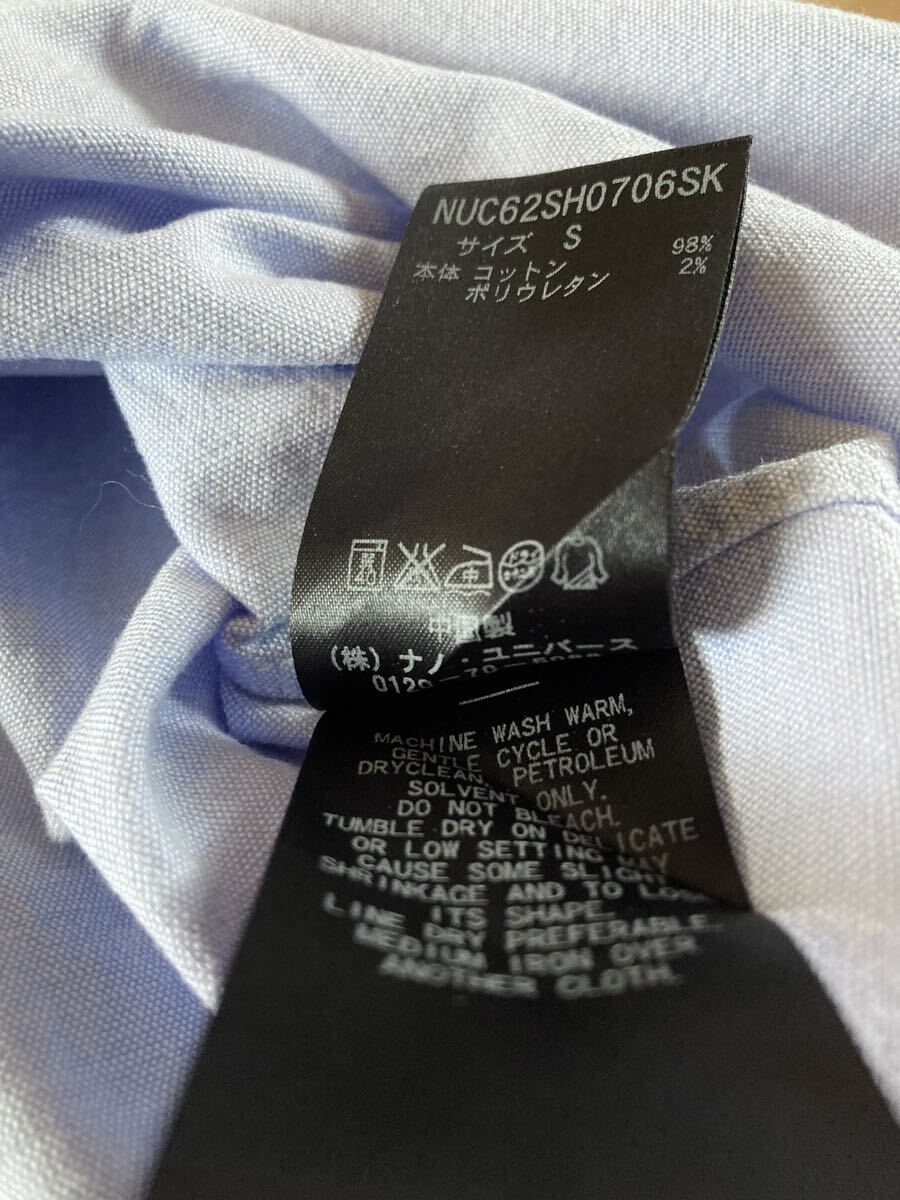 NUC62SH0706SK
サイズ S
本体 コットン 98%
ポリウレタン 2%
中
中国製
(株) ナノ・ユニバース
0120-70-
MACHINE WASH WARM,
GENTLE CYCLE OR
DRYCLEAN, PETROLEUM
SOLVENT ONLY.
DO NOT BLEACH.
TUMBLE DRY ON DELICATE
OR LOW SETTING MAY
CAUSE SOME SLIGHT
SHRINKAGE AND TO LOSE
LINE ITS SHAPE.
LINE DRY PREFERABLE.
MEDIUM IRON OVER
ANOTHER CLOTH.